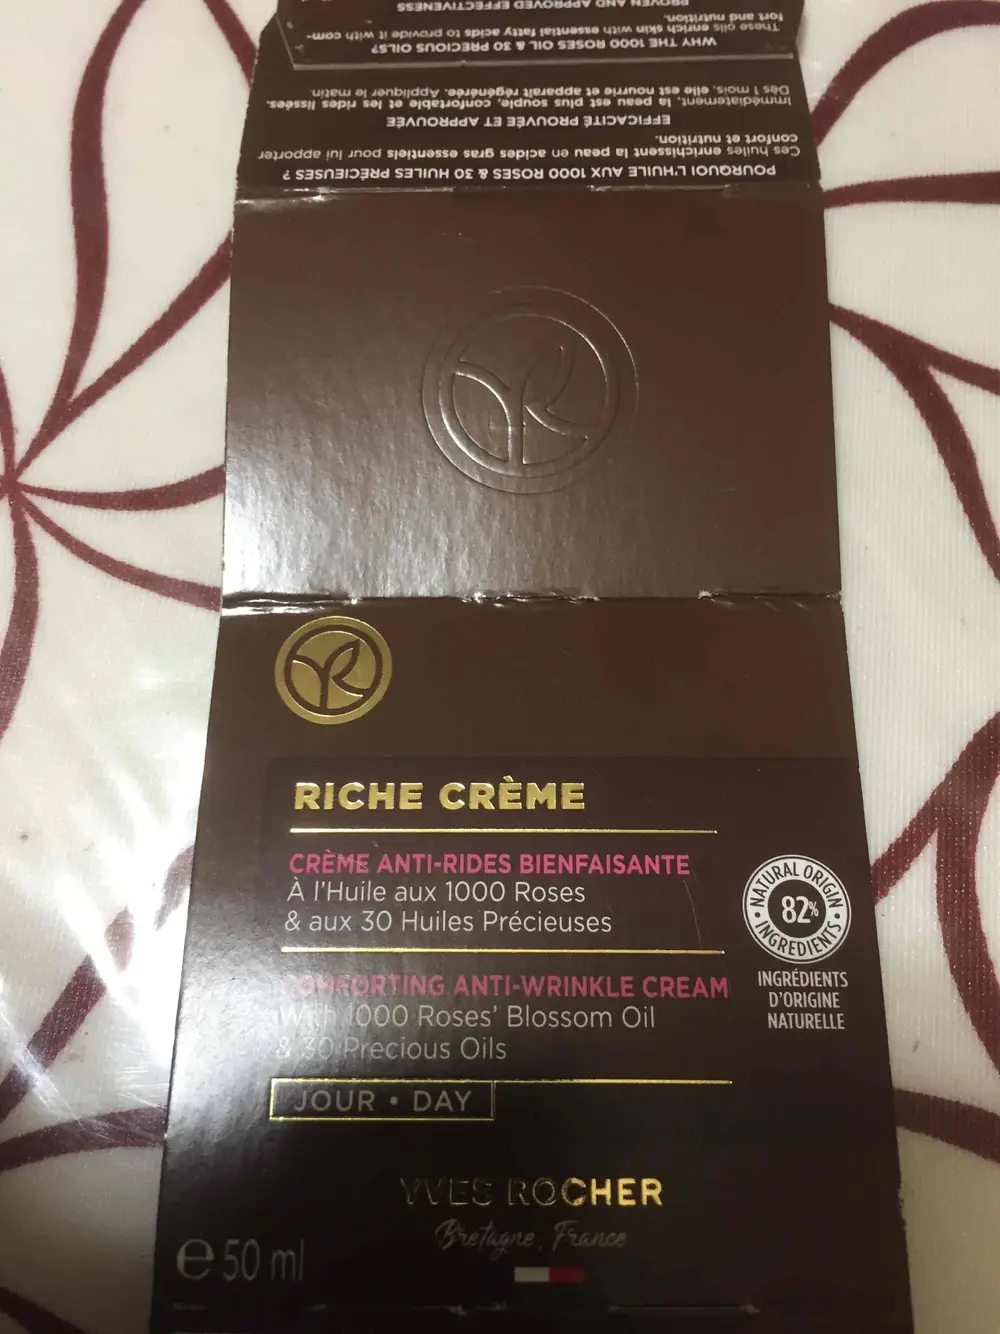 PROVEN AND APPROVED EFFECTIVENESS
fort and nutrition.
These oils enrich skin with essential fatty acids to provide it with com-
WHY THE 1000 ROSES OIL & 30 PRECIOUS OILS?
POURQUOI L'HUILE AUX 1000 ROSES & 30 HUILES PRÉCIEUSES ?
Ces huiles enrichissent la peau en acides gras essentiels pour lui apporter
confort et nutrition.
EFFICACITÉ PROUVÉE ET APPROUVÉE
Immédiatement, la peau est plus souple, confortable et les rides lissées.
Dès 1 mois, elle est nourrie et apparaît régénérée. Appliquer le matin.
RICHE CRÈME
CRÈME ANTI-RIDES BIENFAISANTE
À l'Huile aux 1000 Roses
& aux 30 Huiles Précieuses
COMFORTING ANTI-WRINKLE CREAM
With 1000 Roses' Blossom Oil
& 30 Precious Oils
JOUR • DAY
NATURAL ORIGIN
82%
INGREDIENTS
INGRÉDIENTS
D'ORIGINE
NATURELLE
YVES ROCHER
Bretagne, France
e 50 ml